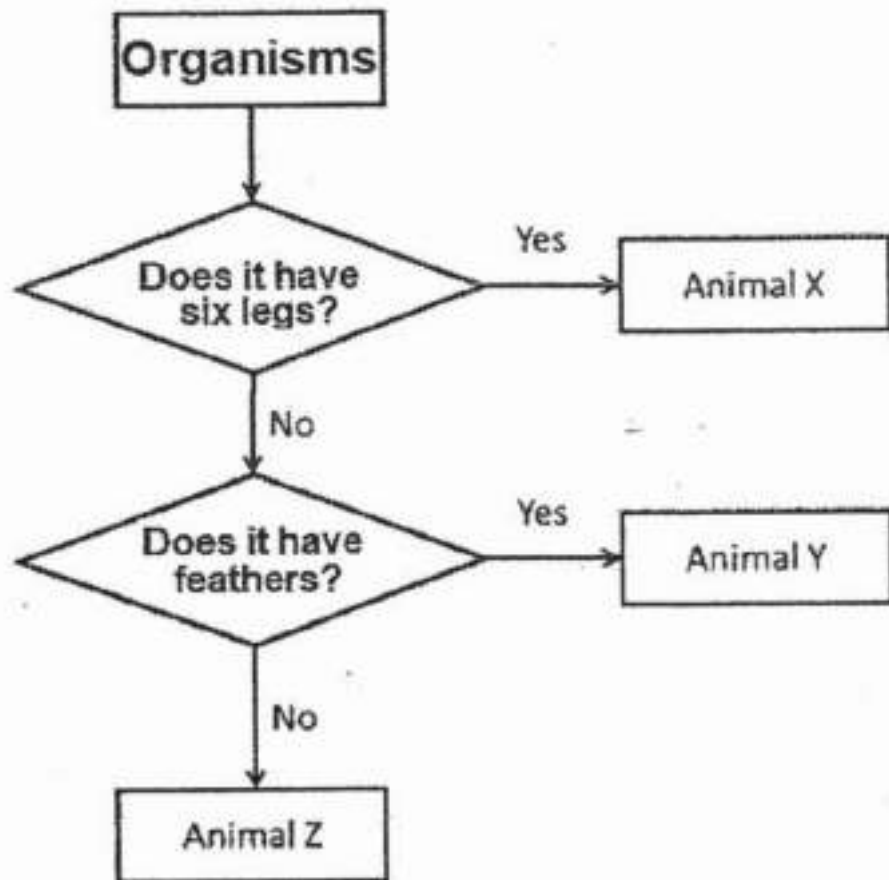 Organisms
Does it have
six legs?
Yes
Animal X
No
Does it have
feathers?
Yes
Animal Y
No
Animal Z